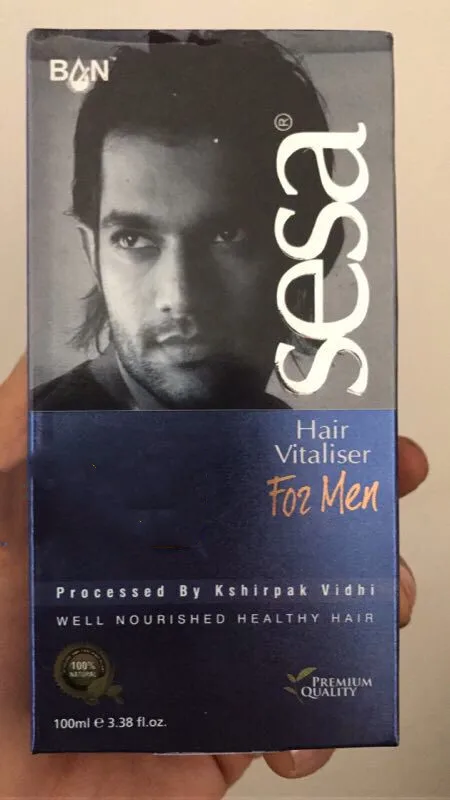 BAN™
sesa®
Hair
Vitaliser
For Men
Processed By Kshirpak Vidhi
WELL NOURISHED HEALTHY HAIR
100%
NATURAL
PREMIUM
QUALITY
100ml ℮ 3.38 fl.oz.